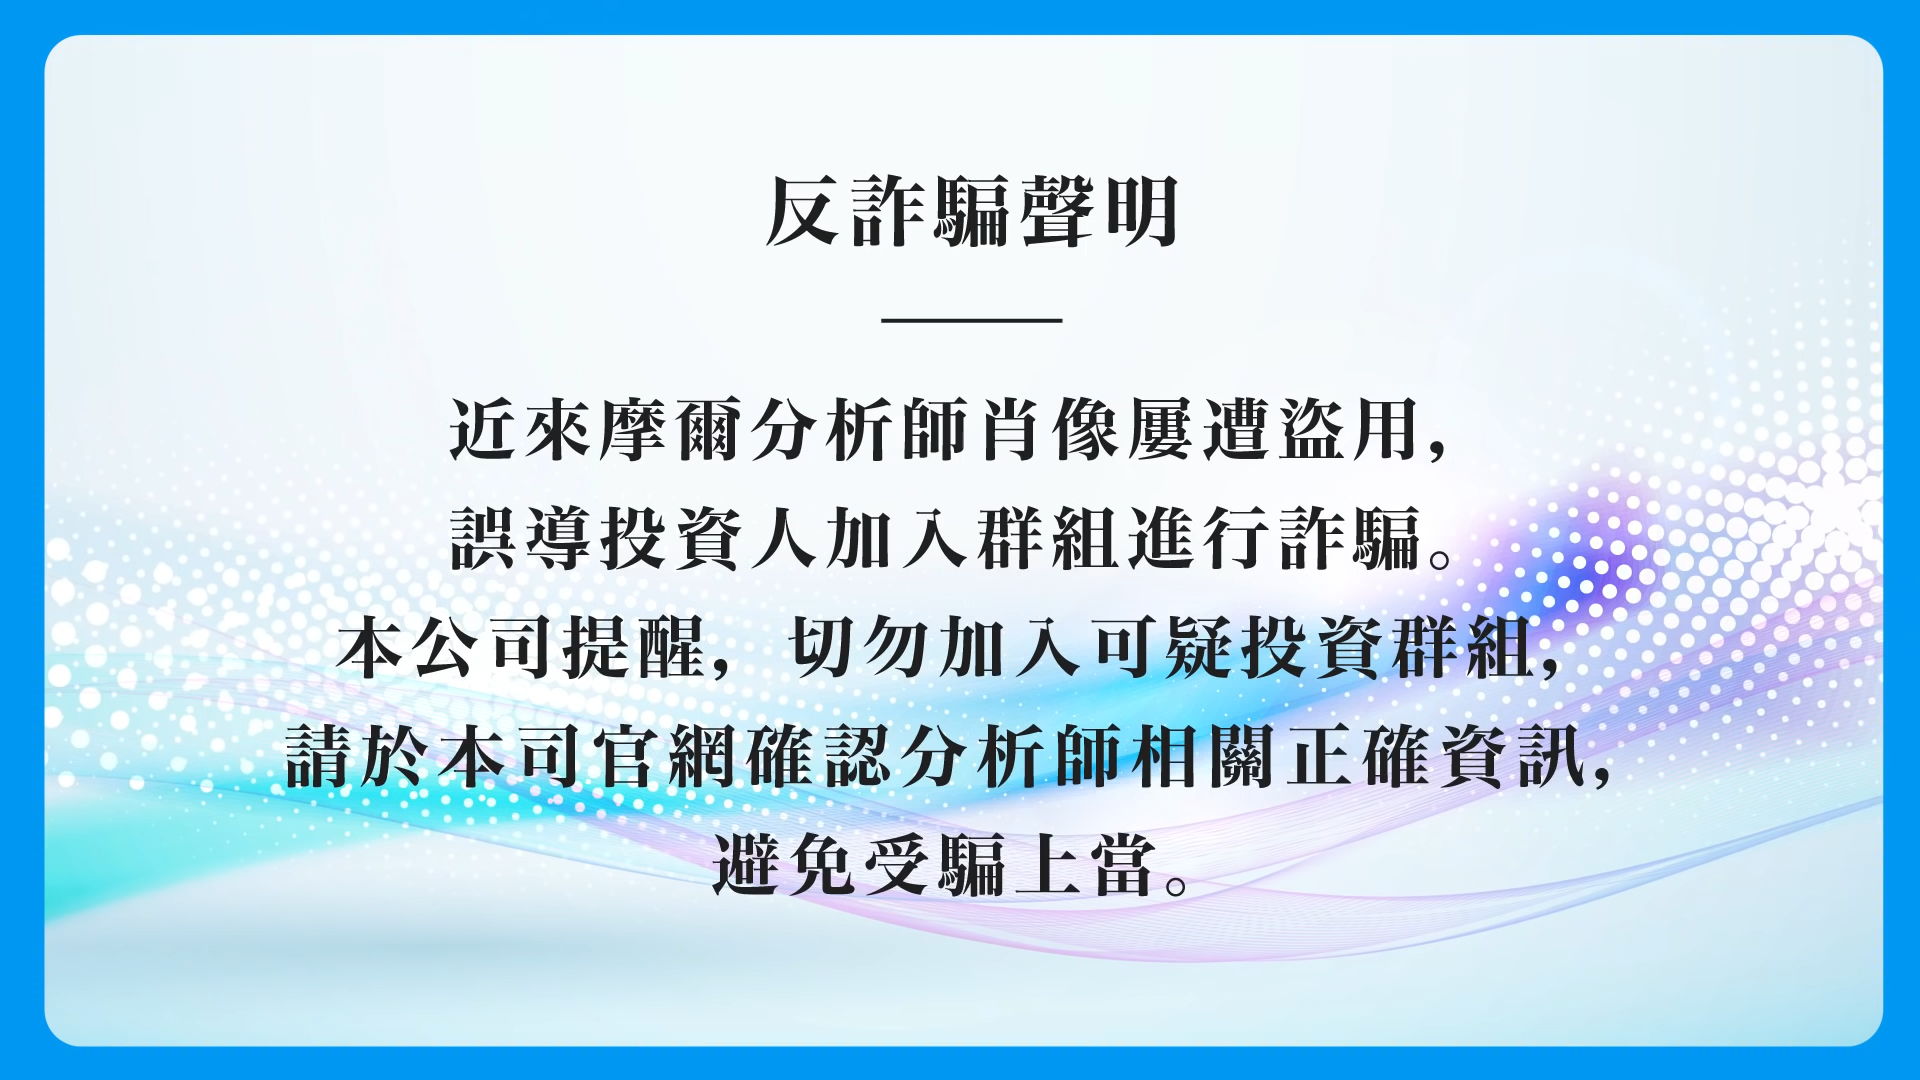 反詐騙聲明
近來摩爾分析師肖像屢遭盜用，
誤導投資人加入群組進行詐騙。
本公司提醒，切勿加入可疑投資群組，
請於本司官網確認分析師相關正確資訊，
避免受騙上當。